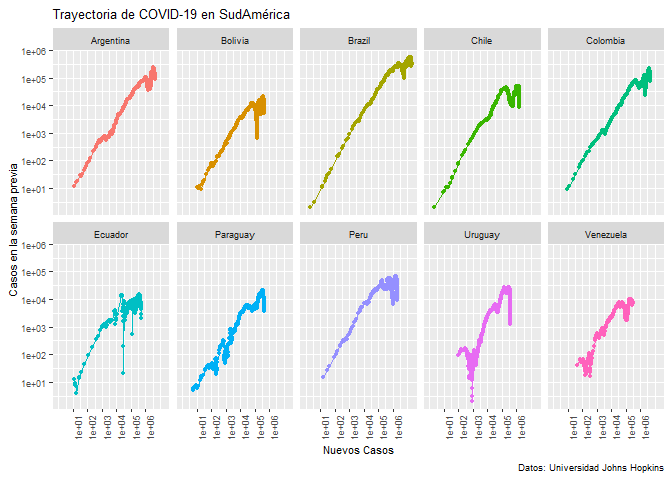 Trayectoria de COVID-19 en SudAmérica
Argentina
Bolivia
Brazil
Chile
Colombia
1e+06
1e+05
1e+04
1e+03
1e+02
1e+01
Ecuador
Paraguay
Peru
Uruguay
Venezuela
1e+06
1e+05
1e+04
1e+03
1e+02
1e+01
Casos en la semana previa
1e+01 1e+02 1e+03 1e+04 1e+05 1e+06
1e+01 1e+02 1e+03 1e+04 1e+05 1e+06
1e+01 1e+02 1e+03 1e+04 1e+05 1e+06
1e+01 1e+02 1e+03 1e+04 1e+05 1e+06
1e+01 1e+02 1e+03 1e+04 1e+05 1e+06
Nuevos Casos
Datos: Universidad Johns Hopkins